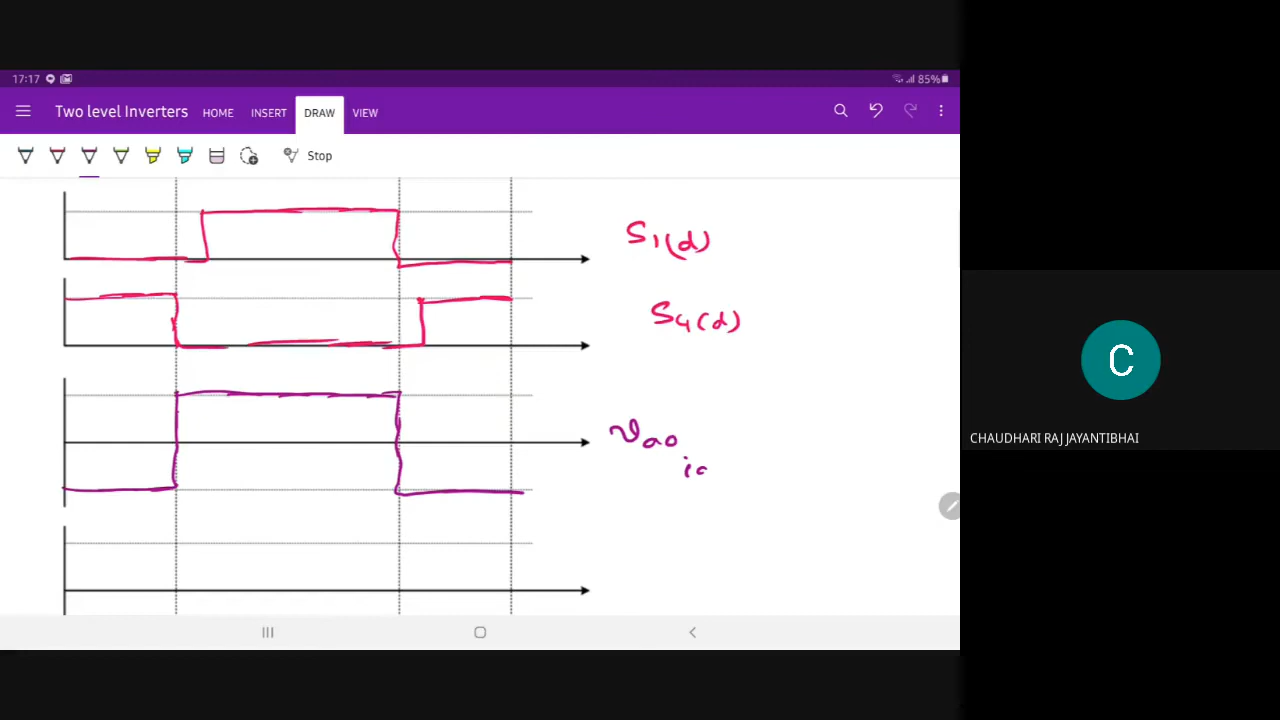 17:17 85%
Two level Inverters HOME INSERT DRAW VIEW
Stop
S1(d)
S4(d)
Vao
C
CHAUDHARI RAJ JAYANTIBHAI